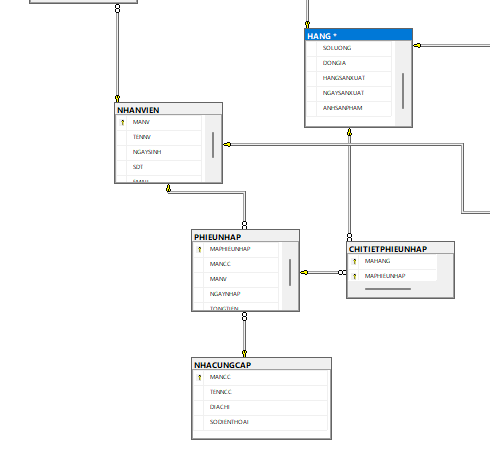 HANG *
SOLUONG
DONGIA
HANGSANXUAT
NGAYSANXUAT
ANHSANPHAM
NHANVIEN
MANV
TENNV
NGAYSINH
SDT
EMAIL
PHIEUNHAP
MAPHIEUNHAP
MANCC
MANV
NGAYNHAP
TONGTIEN
CHITIETPHIEUNHAP
MAHANG
MAPHIEUNHAP
NHACUNGCAP
MANCC
TENNCC
DIACHI
SODIENTHOAI